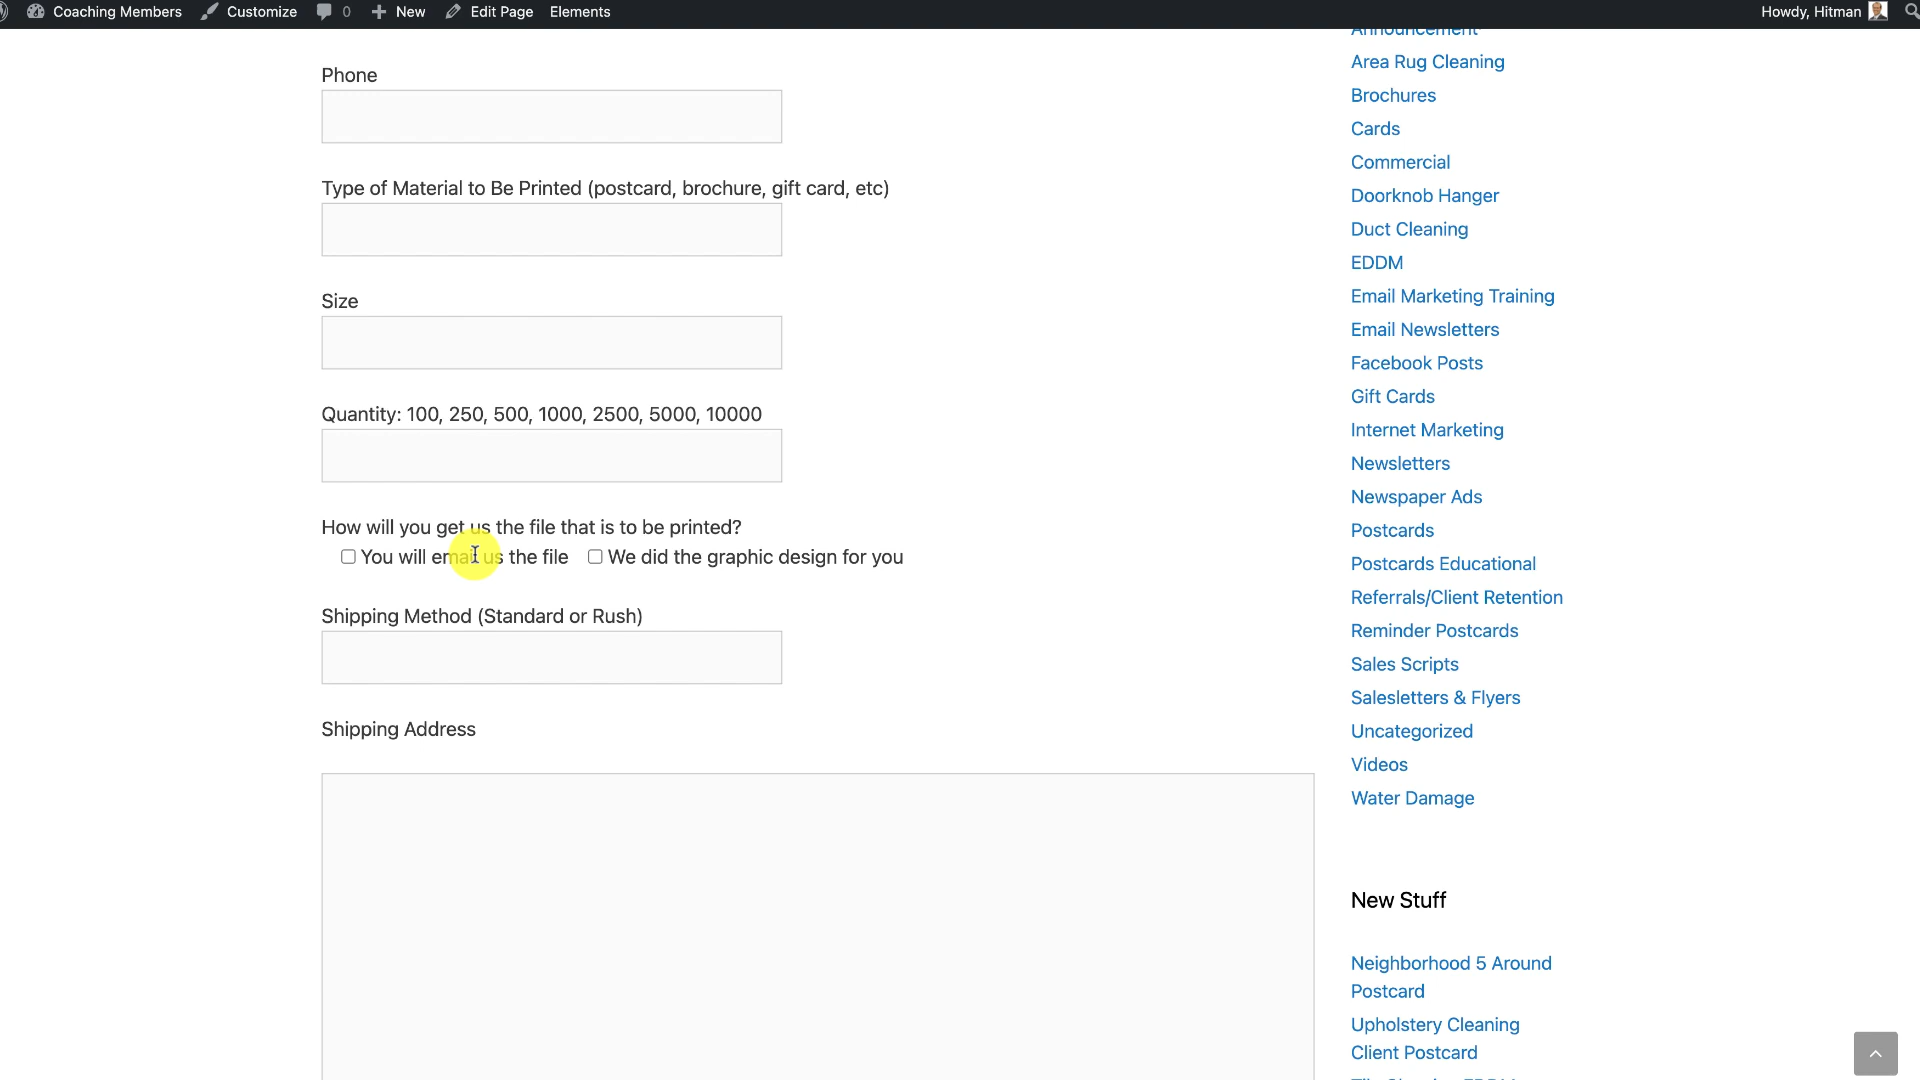 Coaching Members Customize 0 New Edit Page Elements Howdy, Hitman
Phone
Type of Material to Be Printed (postcard, brochure, gift card, etc)
Size
Quantity: 100, 250, 500, 1000, 2500, 5000, 10000
How will you get us the file that is to be printed?
You will email us the file We did the graphic design for you
Shipping Method (Standard or Rush)
Shipping Address
Announcement
Area Rug Cleaning
Brochures
Cards
Commercial
Doorknob Hanger
Duct Cleaning
EDDM
Email Marketing Training
Email Newsletters
Facebook Posts
Gift Cards
Internet Marketing
Newsletters
Newspaper Ads
Postcards
Postcards Educational
Referrals/Client Retention
Reminder Postcards
Sales Scripts
Salesletters & Flyers
Uncategorized
Videos
Water Damage
New Stuff
Neighborhood 5 Around
Postcard
Upholstery Cleaning
Client Postcard